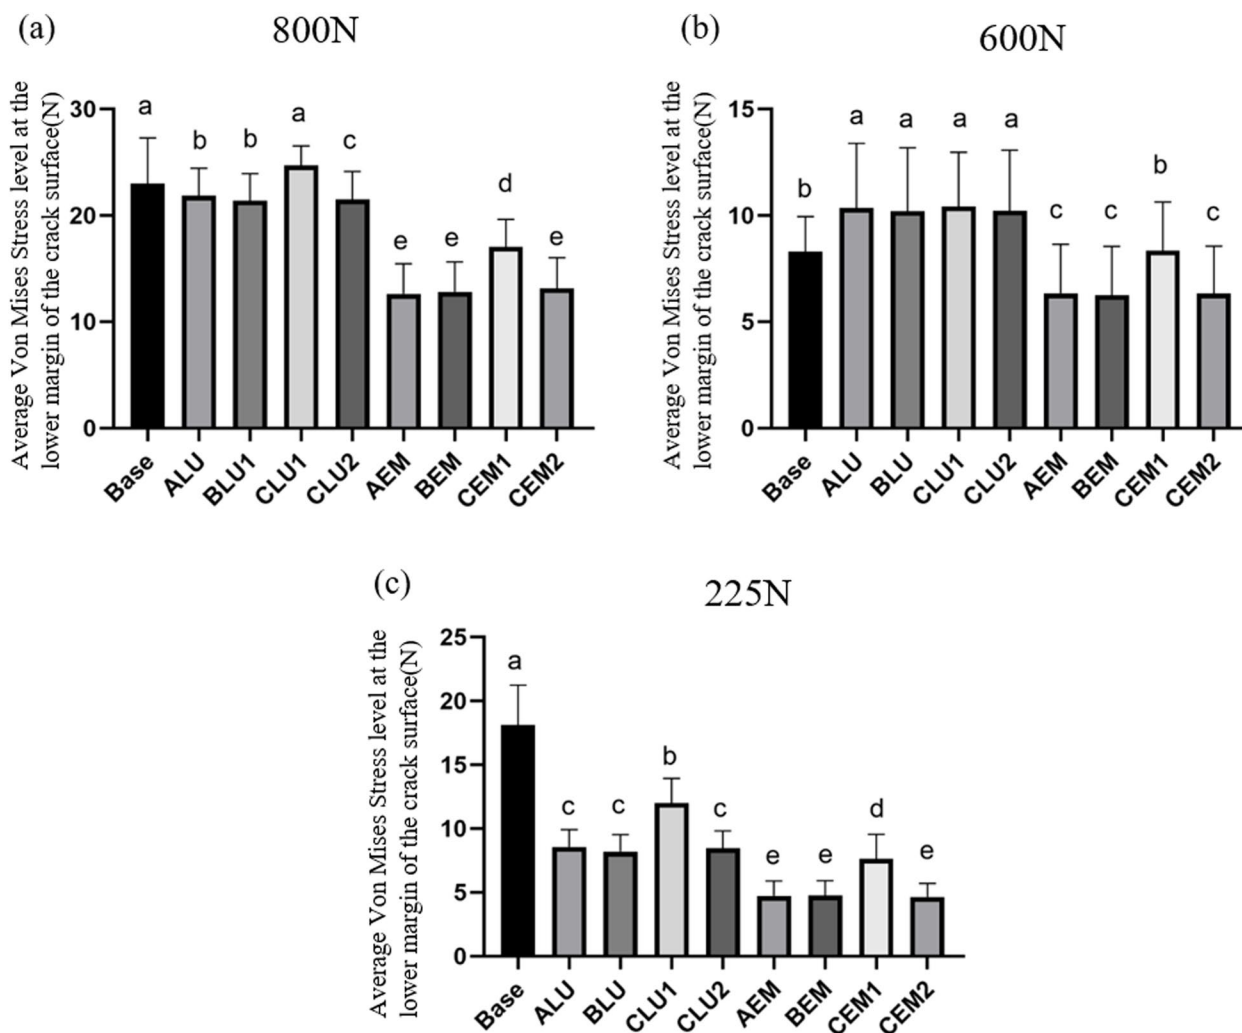 (a)
800N
Average Von Mises Stress level at the
lower margin of the crack surface(N)
30
20
10
0
a
b
b
a
c
e
e
d
e
Base
ALU
BLU1
CLU1
CLU2
AEM
BEM
CEM1
CEM2
(b)
600N
Average Von Mises Stress level at the
lower margin of the crack surface(N)
15
10
5
0
b
a
a
a
a
c
c
b
c
Base
ALU
BLU
CLU1
CLU2
AEM
BEM
CEM1
CEM2
(c)
225N
Average Von Mises Stress level at the
lower margin of the crack surface(N)
25
20
15
10
5
0
a
c
c
b
c
e
e
d
e
Base
ALU
BLU
CLU1
CLU2
AEM
BEM
CEM1
CEM2